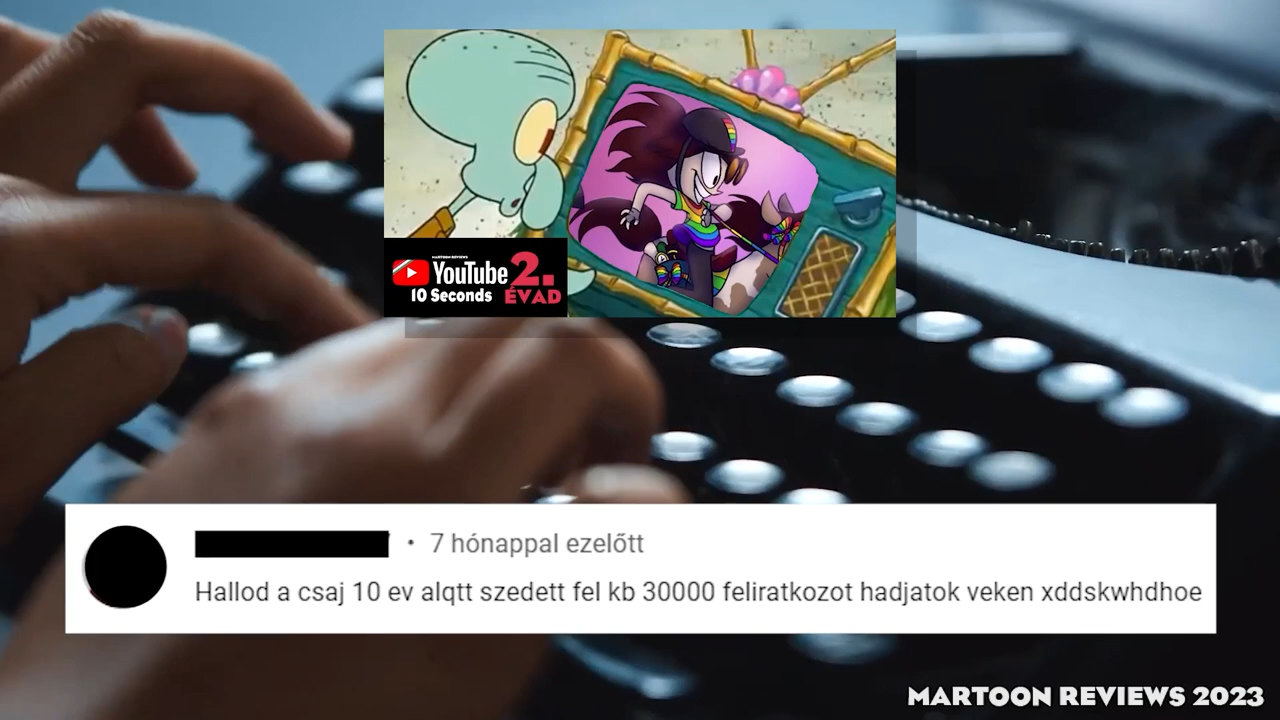 MARTOON REVIEWS
YouTube 2.
10 Seconds ÉVAD
• 7 hónappal ezelőtt
Hallod a csaj 10 ev alqtt szedett fel kb 30000 feliratkozot hadjatok veken xddskwhdhoe
MARTOON REVIEWS 2023